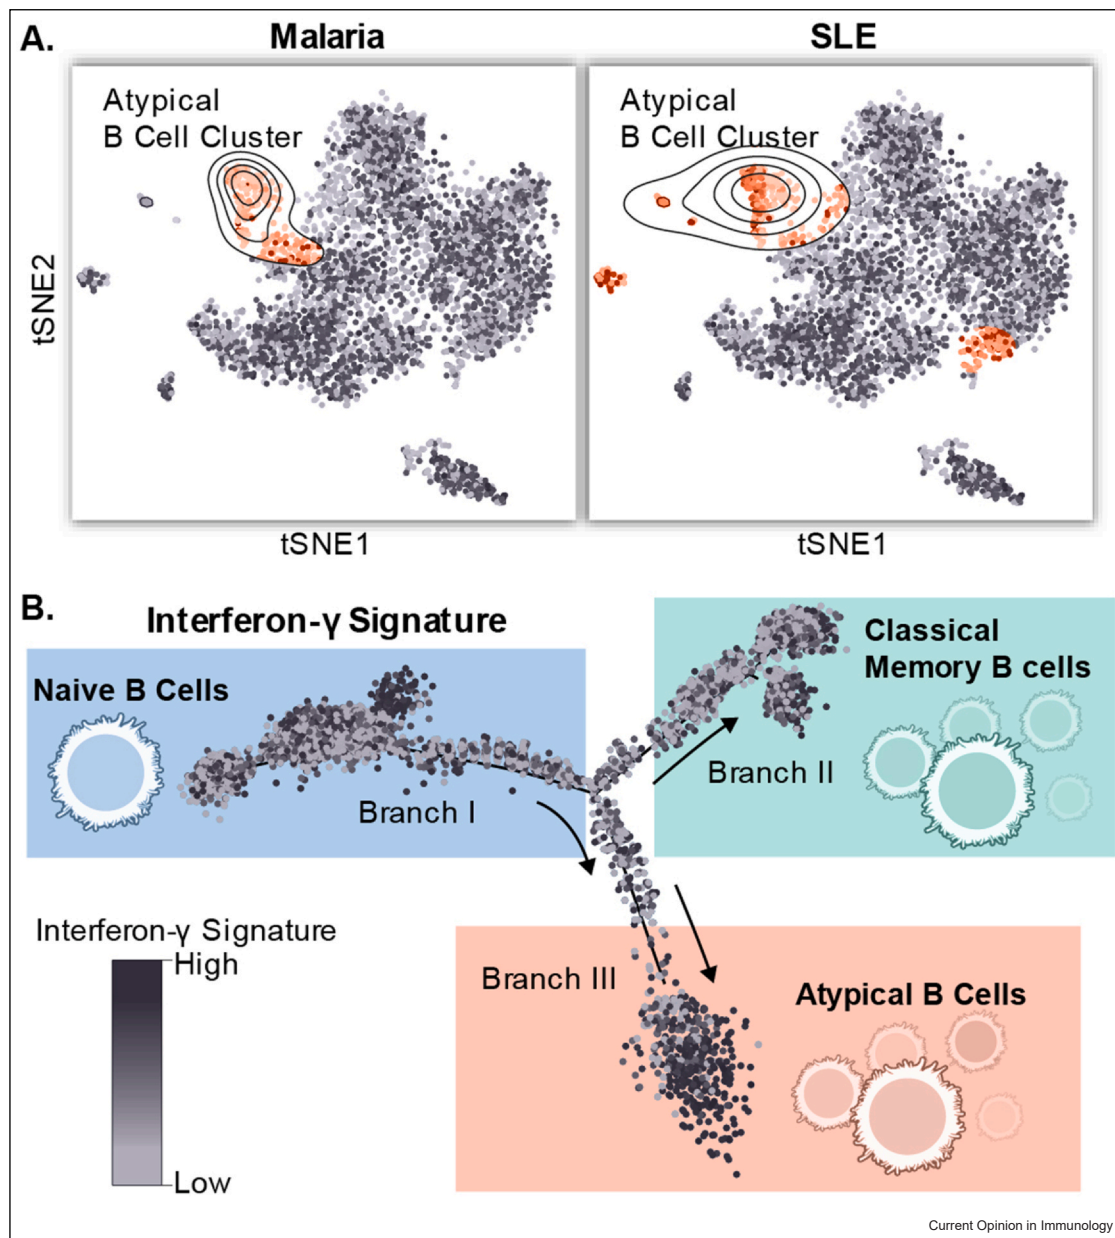 A.
Malaria
SLE
Atypical
B Cell Cluster
Atypical
B Cell Cluster
tSNE2
tSNE1
tSNE1
B.
Interferon-γ Signature
Naive B Cells
Classical
Memory B cells
Branch I
Branch II
Interferon-γ Signature
High
Low
Branch III
Atypical B Cells
Current Opinion in Immunology